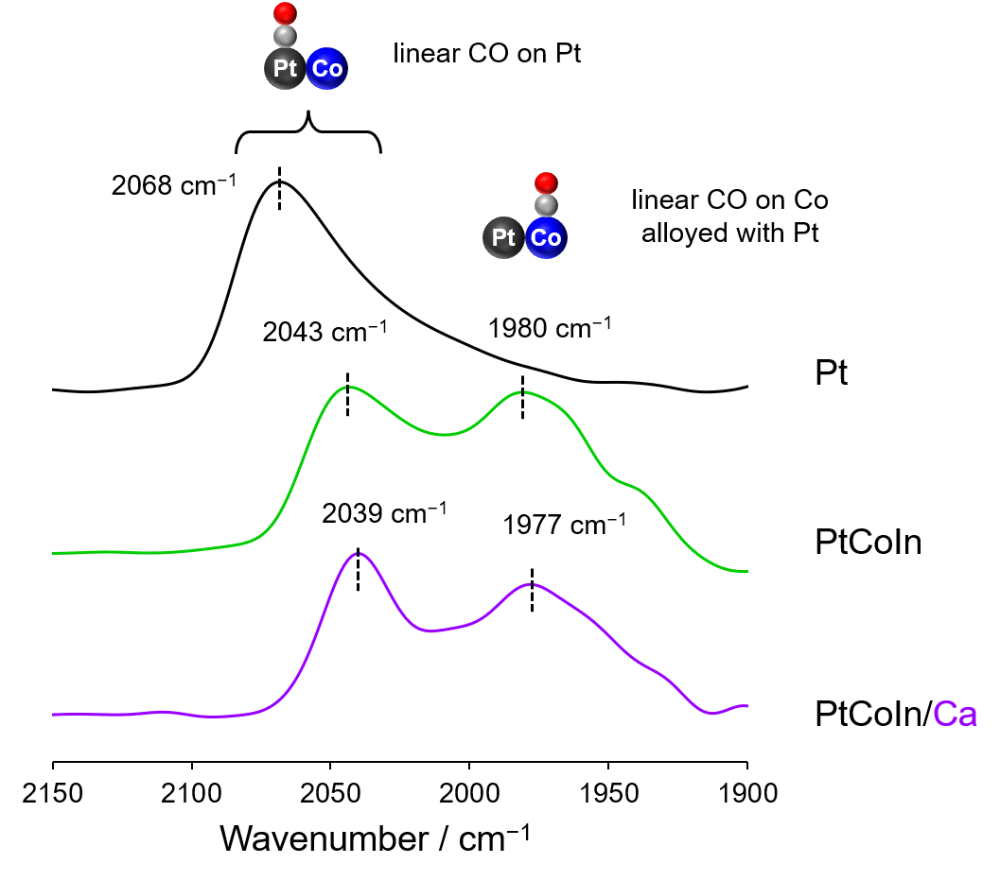 Pt Co
linear CO on Pt
2068 cm⁻¹
Pt Co
linear CO on Co
alloyed with Pt
2043 cm⁻¹
1980 cm⁻¹
Pt
2039 cm⁻¹
1977 cm⁻¹
PtCoIn
PtCoIn/Ca
2150 2100 2050 2000 1950 1900
Wavenumber / cm⁻¹